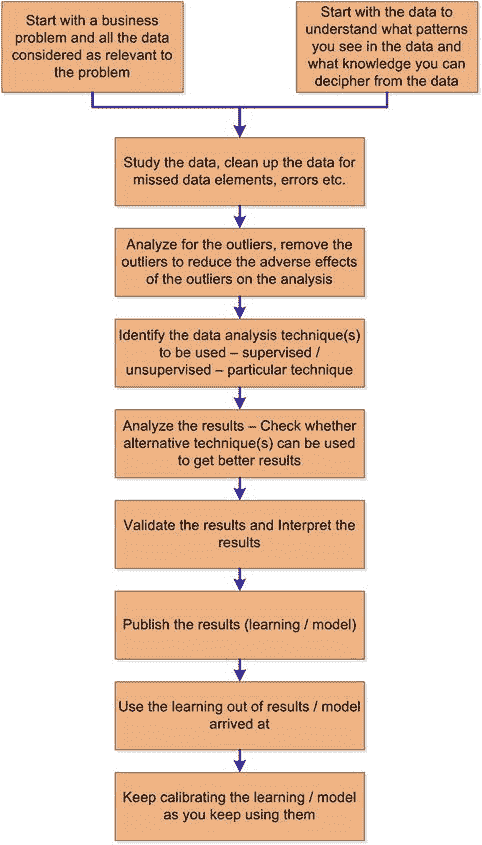 Start with a business
problem and all the data
considered as relevant to
the problem
Start with the data to
understand what patterns
you see in the data and
what knowledge you can
decipher from the data
Study the data, clean up the data for
missed data elements, errors etc.
Analyze for the outliers, remove the
outliers to reduce the adverse effects
of the outliers on the analysis
Identify the data analysis technique(s)
to be used – supervised /
unsupervised – particular technique
Analyze the results – Check whether
alternative technique(s) can be used
to get better results
Validate the results and Interpret the
results
Publish the results (learning / model)
Use the learning out of results / model
arrived at
Keep calibrating the learning / model
as you keep using them